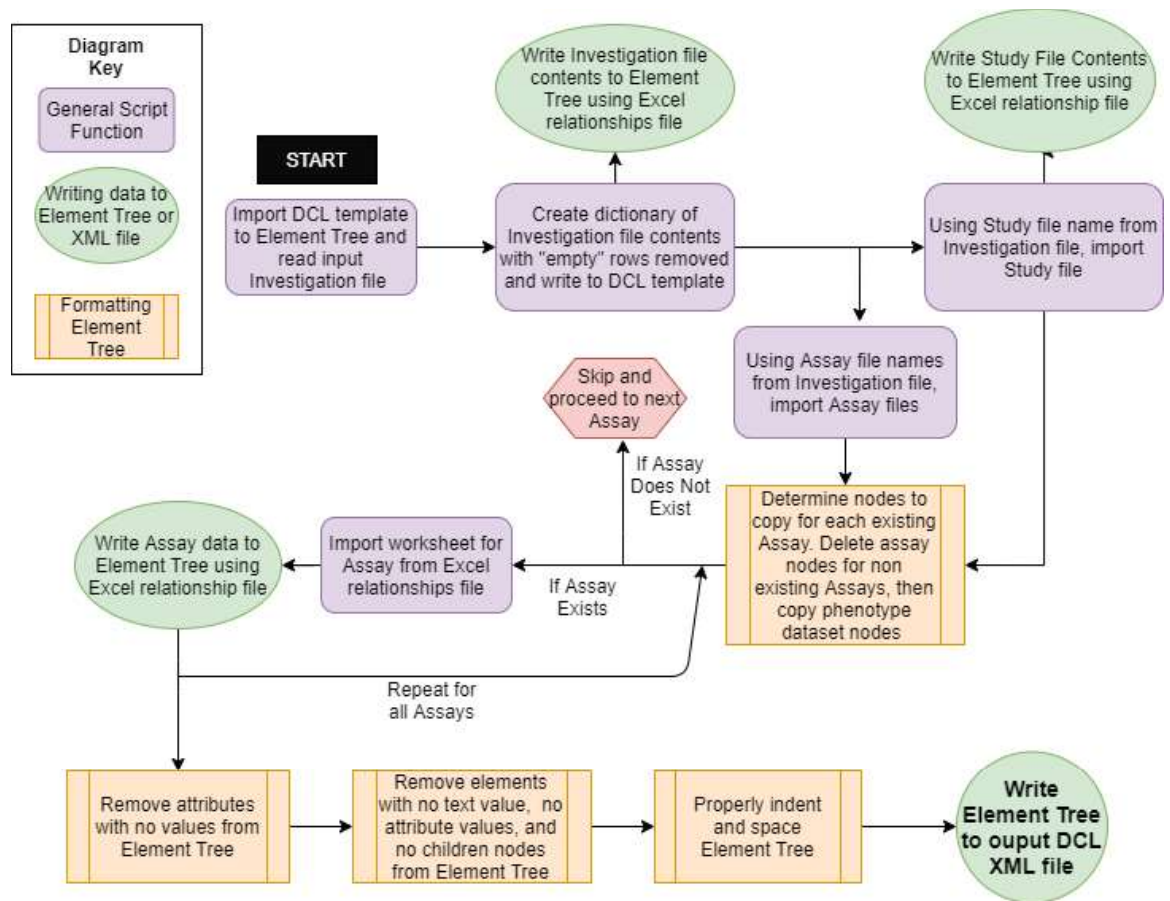 Diagram
Key
General Script
Function
Writing data to
Element Tree or
XML file
Formatting
Element
Tree
START
Import DCL template
to Element Tree and
read input
Investigation file
Write Investigation file
contents to Element
Tree using Excel
relationships file
Create dictionary of
Investigation file contents
with "empty" rows removed
and write to DCL template
Write Study File Contents
to Element Tree using
Excel relationship file
Using Study file name from
Investigation file, import
Study file
Using Assay file names
from Investigation file,
import Assay files
Determine nodes to
copy for each existing
Assay. Delete assay
nodes for non
existing Assays, then
copy phenotype
dataset nodes
Skip and
proceed to next
Assay
If Assay
Does Not
Exist
If Assay
Exists
Import worksheet for
Assay from Excel
relationships file
Write Assay data to
Element Tree using
Excel relationship file
Repeat for
all Assays
Remove attributes
with no values from
Element Tree
Remove elements
with no text value, no
attribute values, and
no children nodes
from Element Tree
Properly indent
and space
Element Tree
Write
Element Tree
to ouput DCL
XML file